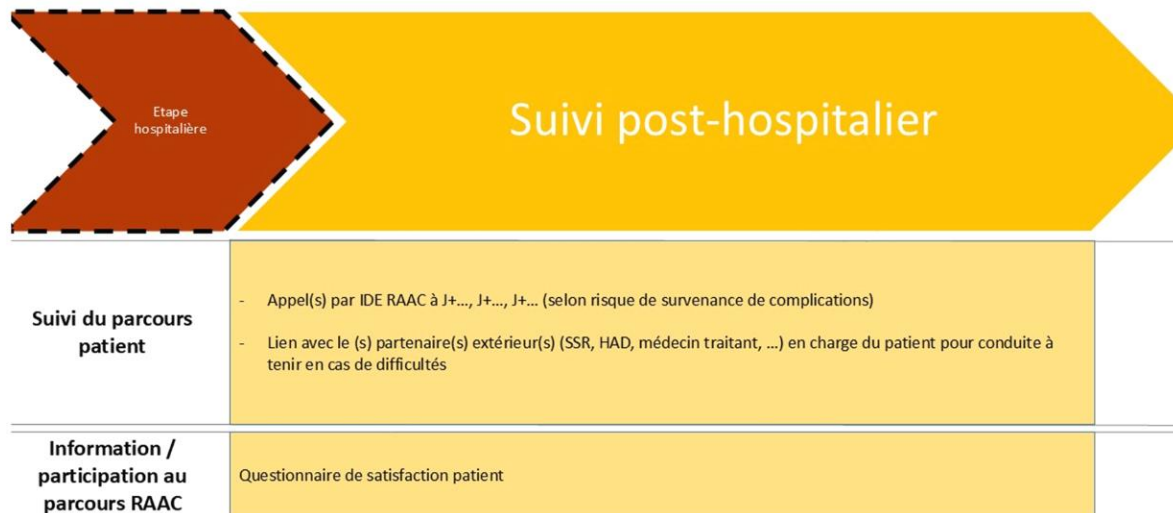 Etape
hospitalière
Suivi post-hospitalier
Suivi du parcours
patient
- Appel(s) par IDE RAAC à J+..., J+..., J+... (selon risque de survenance de complications)
- Lien avec le (s) partenaire(s) extérieur(s) (SSR, HAD, médecin traitant, ...) en charge du patient pour conduite à
tenir en cas de difficultés
Information /
participation au
parcours RAAC
Questionnaire de satisfaction patient